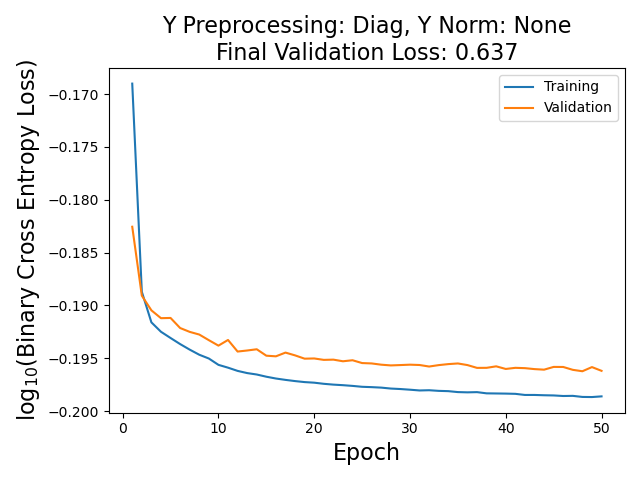 Y Preprocessing: Diag, Y Norm: None
Final Validation Loss: 0.637
Training
Validation
−0.170
−0.175
−0.180
−0.185
−0.190
−0.195
−0.200
log₁₀(Binary Cross Entropy Loss)
0
10
20
30
40
50
Epoch